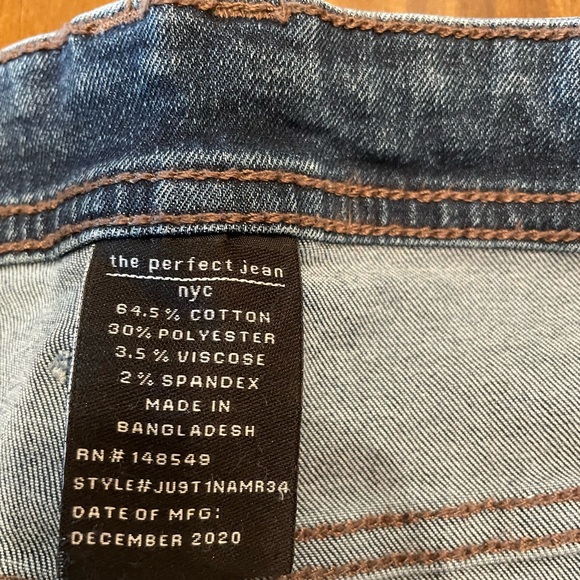 the perfect jean
nyc
64.5% COTTON
30% POLYESTER
3.5% VISCOSE
2% SPANDEX
MADE IN
BANGLADESH
RN# 148549
STYLE#JU9T1NAMR34
DATE OF MFG:
DECEMBER 2020